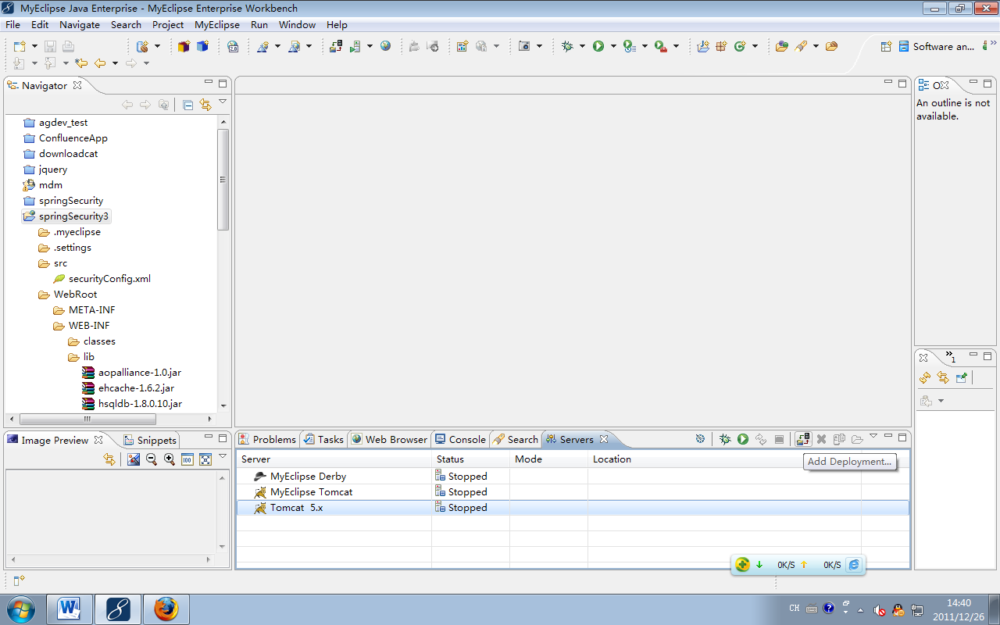 MyEclipse Java Enterprise - MyEclipse Enterprise Workbench
File Edit Navigate Search Project MyEclipse Run Window Help
2.0
Software an...
Navigator
agdev_test
ConfluenceApp
downloadcat
jquery
mdm
springSecurity
springSecurity3
.myeclipse
.settings
src
securityConfig.xml
WebRoot
META-INF
WEB-INF
classes
lib
aopalliance-1.0.jar
ehcache-1.6.2.jar
hsqldb-1.8.0.10.jar
O
An outline is not
available.
1
Image Preview
Snippets
100
Problems Tasks Web Browser Console Search Servers
Add Deployment...
Server Status Mode Location
MyEclipse Derby Stopped
MyEclipse Tomcat Stopped
Tomcat 5.x Stopped
0K/S 0K/S
CH
14:40
2011/12/26